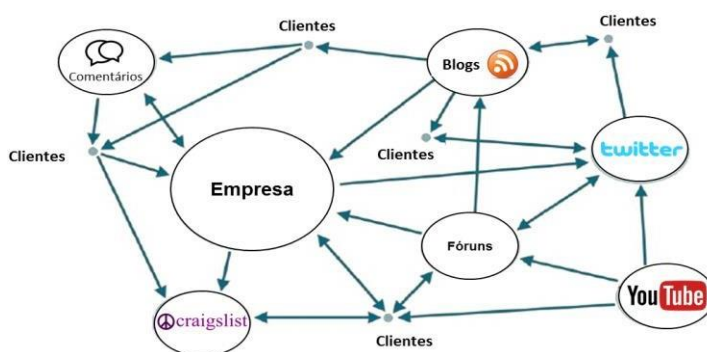 Clientes
Clientes
Comentários
Blogs
Clientes
Clientes
twitter
Empresa
Fóruns
YouTube
craigslist
Clientes